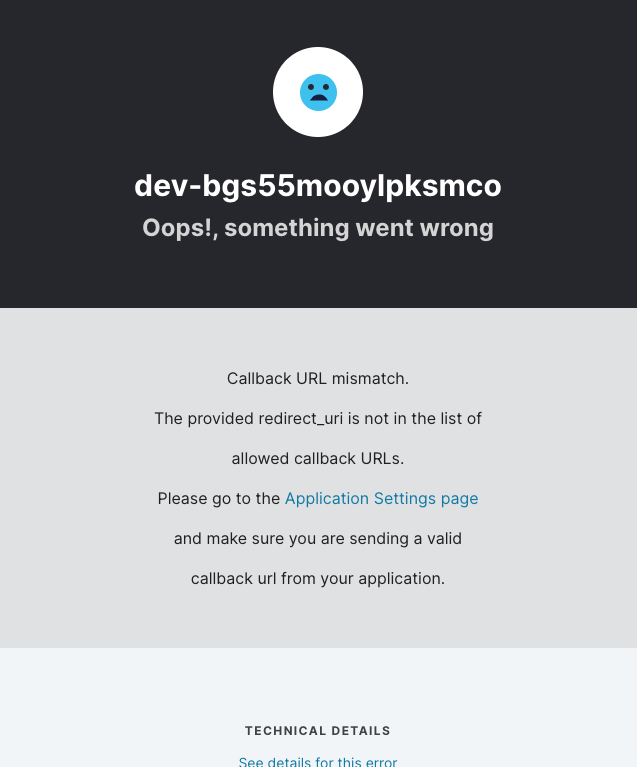 dev-bgs55mooylpksmco
Oops!, something went wrong
Callback URL mismatch.
The provided redirect_uri is not in the list of
allowed callback URLs.
Please go to the Application Settings page
and make sure you are sending a valid
callback url from your application.
TECHNICAL DETAILS
See details for this error